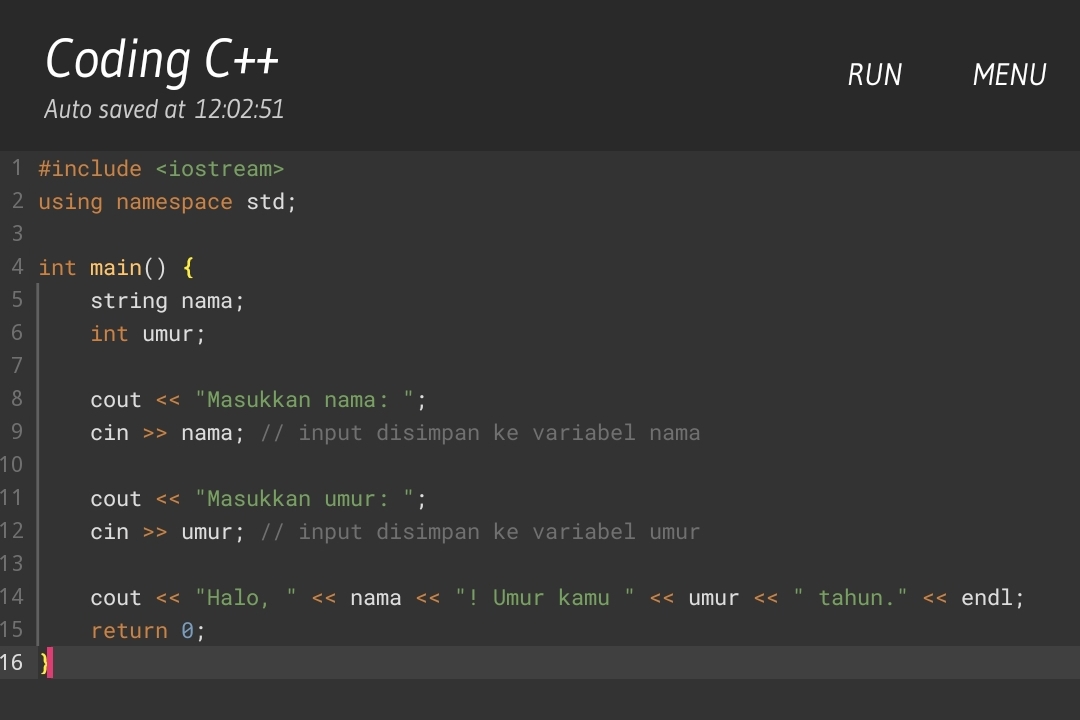 Coding C++
Auto saved at 12:02:51
RUN MENU
1 #include <iostream>
2 using namespace std;
3
4 int main() {
5     string nama;
6     int umur;
7
8     cout << "Masukkan nama: ";
9     cin >> nama; // input disimpan ke variabel nama
10
11     cout << "Masukkan umur: ";
12     cin >> umur; // input disimpan ke variabel umur
13
14     cout << "Halo, " << nama << "! Umur kamu " << umur << " tahun." << endl;
15     return 0;
16 }